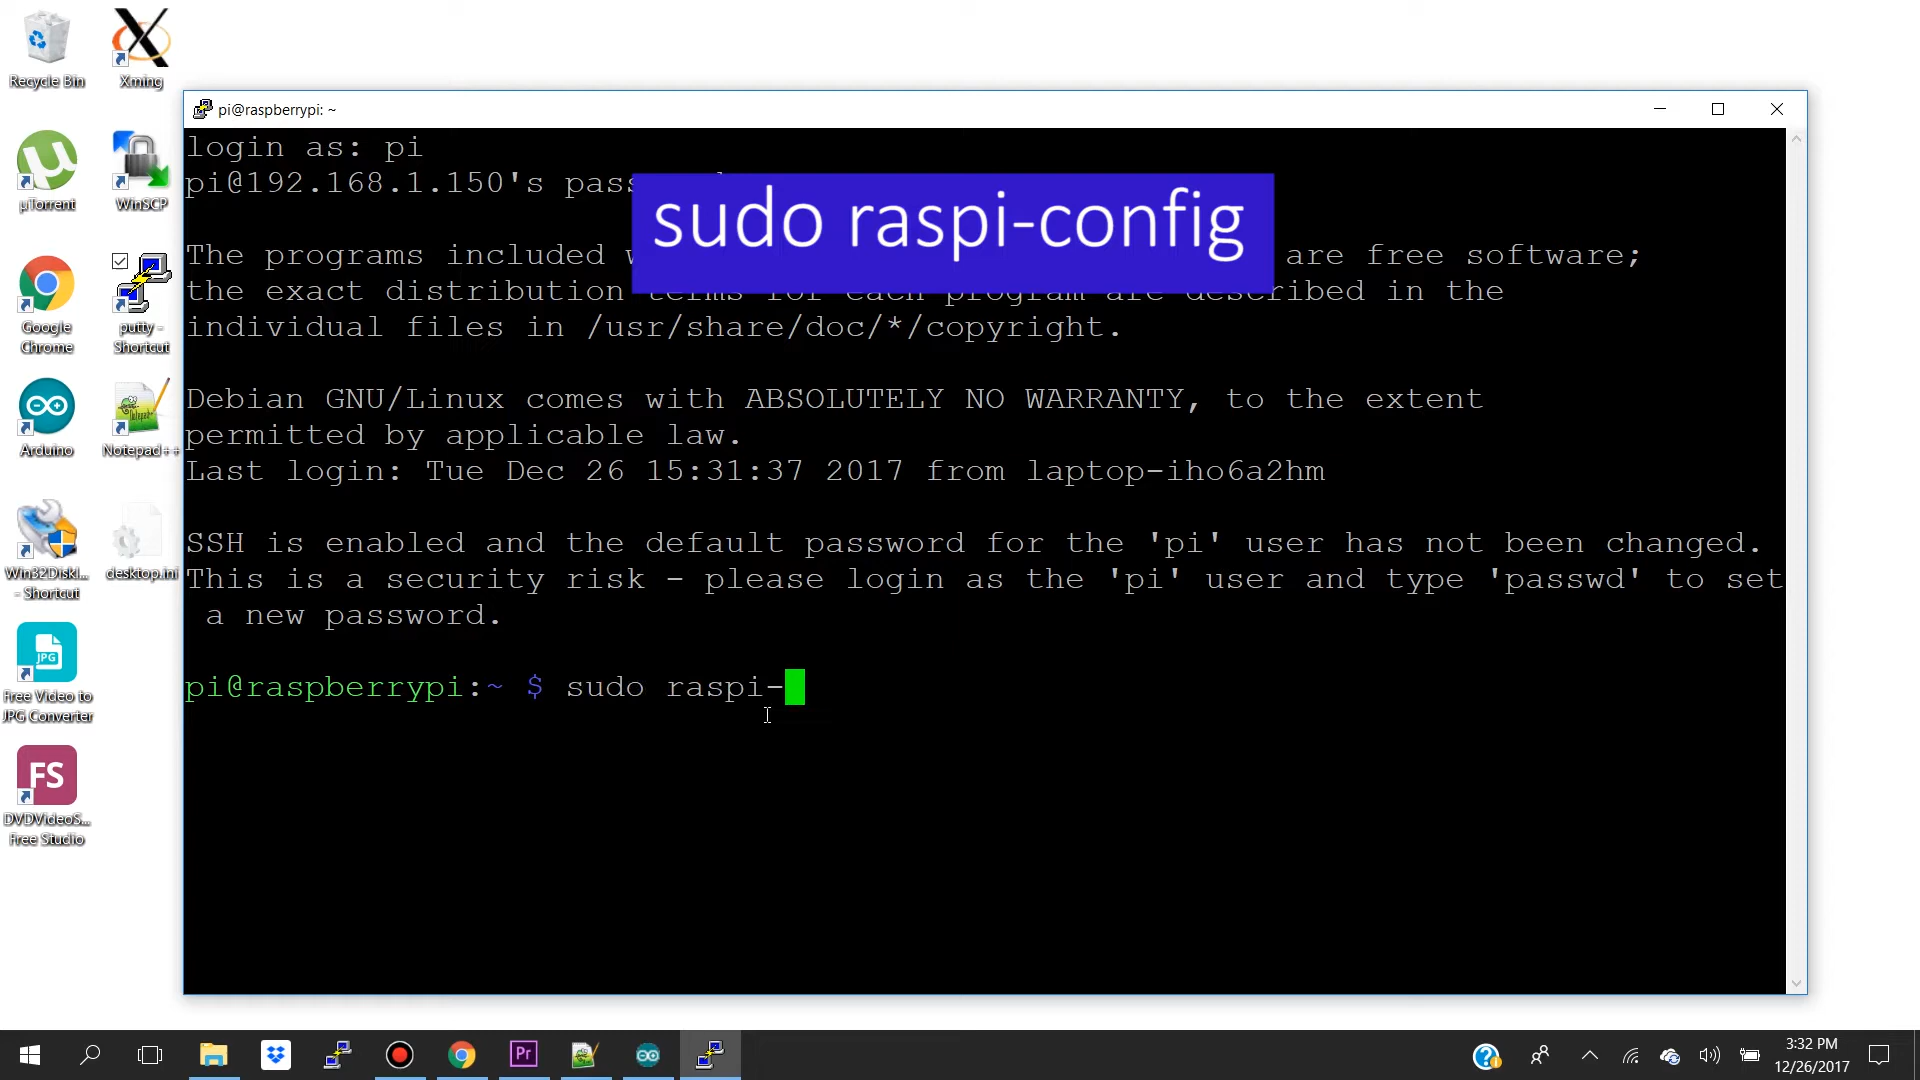 Recycle Bin
Xming
pi@raspberrypi: ~
login as: pi
pi@192.168.1.150's pass
sudo raspi-config
The programs included are free software;
the exact distribution terms for each program are described in the
individual files in /usr/share/doc/*/copyright.
Debian GNU/Linux comes with ABSOLUTELY NO WARRANTY, to the extent
permitted by applicable law.
Last login: Tue Dec 26 15:31:37 2017 from laptop-iho6a2hm
SSH is enabled and the default password for the 'pi' user has not been changed.
This is a security risk - please login as the 'pi' user and type 'passwd' to set
a new password.
pi@raspberrypi:~ $ sudo raspi-
µTorrent
WinSCP
Google
Chrome
putty -
Shortcut
Arduino
Notepad++
Win32Diski...
- Shortcut
desktop.ini
JPG
Free Video to
JPG Converter
FS
DVDVideoS...
Free Studio
Pr
3:32 PM
12/26/2017